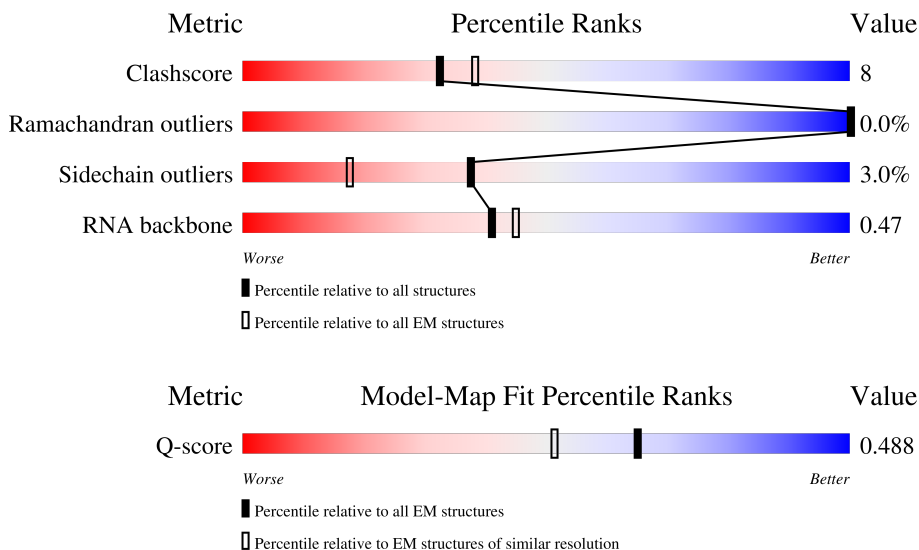 Metric Percentile Ranks Value
Clashscore 8
Ramachandran outliers 0.0%
Sidechain outliers 3.0%
RNA backbone 0.47
Worse Better
Percentile relative to all structures
Percentile relative to all EM structures
Metric Model-Map Fit Percentile Ranks Value
Q-score 0.488
Worse Better
Percentile relative to all EM structures
Percentile relative to EM structures of similar resolution